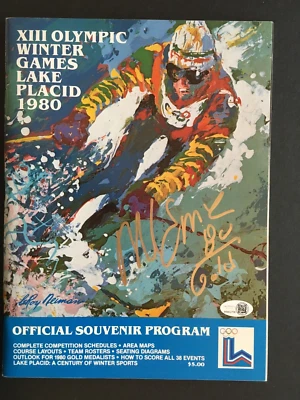 XIII OLYMPIC
WINTER
GAMES
LAKE
PLACID
1980
LeRoy Neiman
OFFICIAL SOUVENIR PROGRAM
COMPLETE COMPETITION SCHEDULES • AREA MAPS
COURSE LAYOUTS • TEAM ROSTERS • SEATING DIAGRAMS
OUTLOOK FOR 1980 GOLD MEDALISTS • HOW TO SCORE ALL 38 EVENTS
LAKE PLACID: A CENTURY OF WINTER SPORTS
$5.00